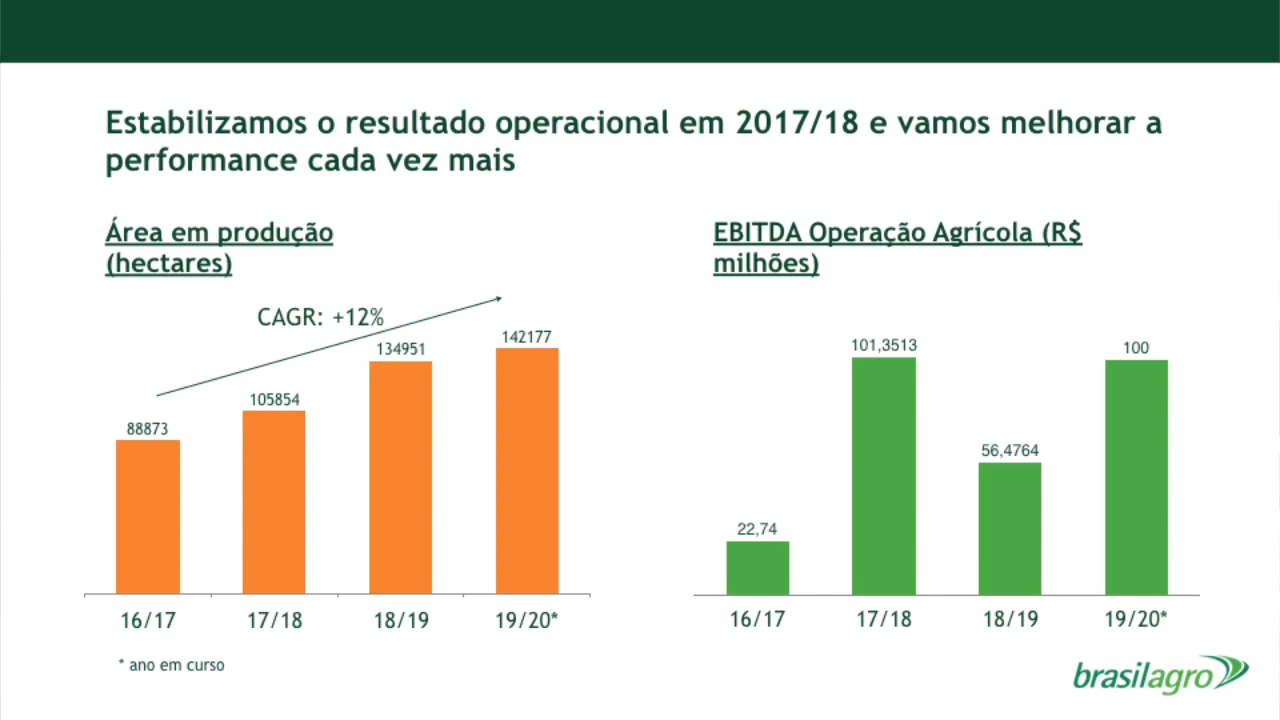 Estabilizamos o resultado operacional em 2017/18 e vamos melhorar a
performance cada vez mais
Área em produção
(hectares)
CAGR: +12%
88873
105854
134951
142177
16/17
17/18
18/19
19/20*
* ano em curso
EBITDA Operação Agrícola (R$
milhões)
22,74
101,3513
56,4764
100
16/17
17/18
18/19
19/20*
brasilagro